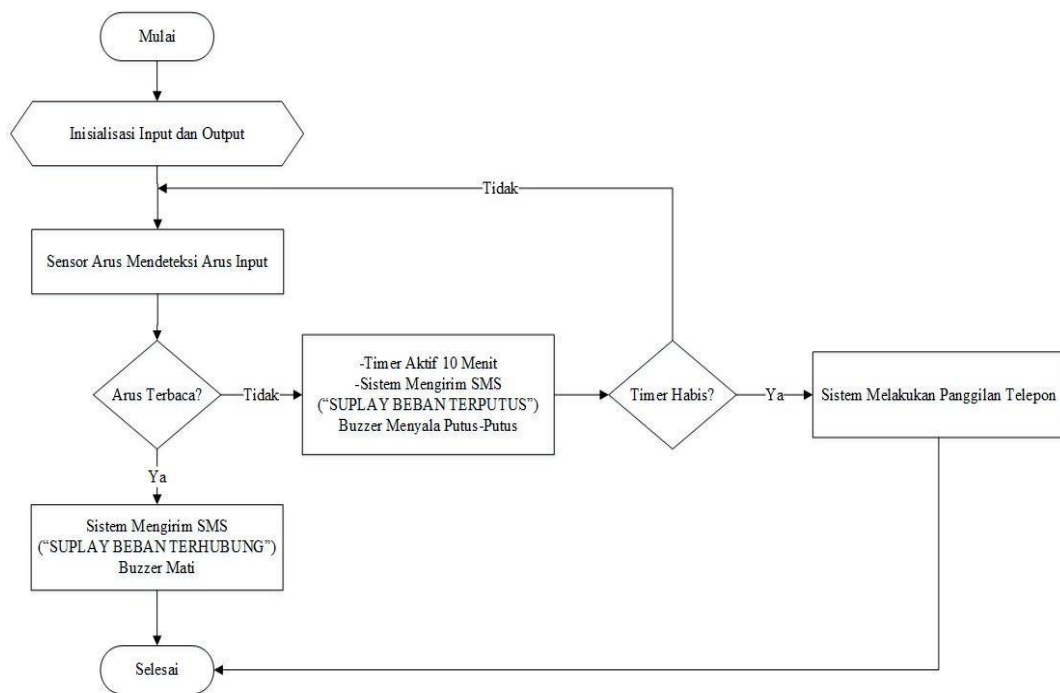 Mulai
Inisialisasi Input dan Output
Tidak
Sensor Arus Mendeteksi Arus Input
Arus Terbaca?
Tidak
-Timer Aktif 10 Menit
-Sistem Mengirim SMS
(“SUPLAY BEBAN TERPUTUS”)
Buzzer Menyala Putus-Putus
Timer Habis?
Ya
Sistem Melakukan Panggilan Telepon
Ya
Sistem Mengirim SMS
(“SUPLAY BEBAN TERHUBUNG”)
Buzzer Mati
Selesai